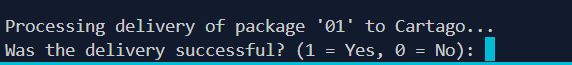 Processing delivery of package '01' to Cartago...
Was the delivery successful? (1 = Yes, 0 = No):